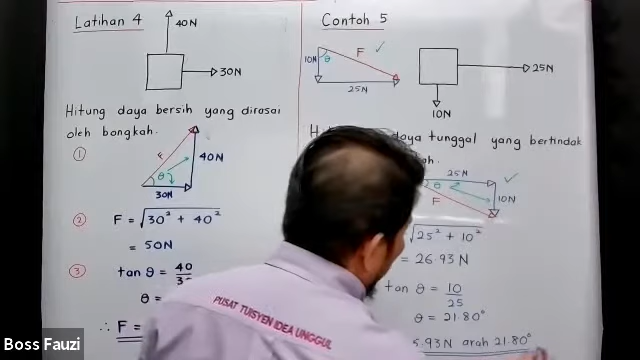 Latihan 4
40N
30N
Hitung daya bersih yang dirasai
oleh bongkah.
①
F
θ
40N
30N
② F = √30² + 40²
= 50N
③ tan θ = 40
θ =
∴ F =
Contoh 5
10N
θ
F
25N
25N
10N
daya tunggal yang bertindak
25N
θ
F
10N
√25² + 10²
= 26.93 N
tan θ = 10/25
θ = 21.80°
5.93N arah 21.80°
PUSAT TUISYEN IDEA UNGGUL
Boss Fauzi